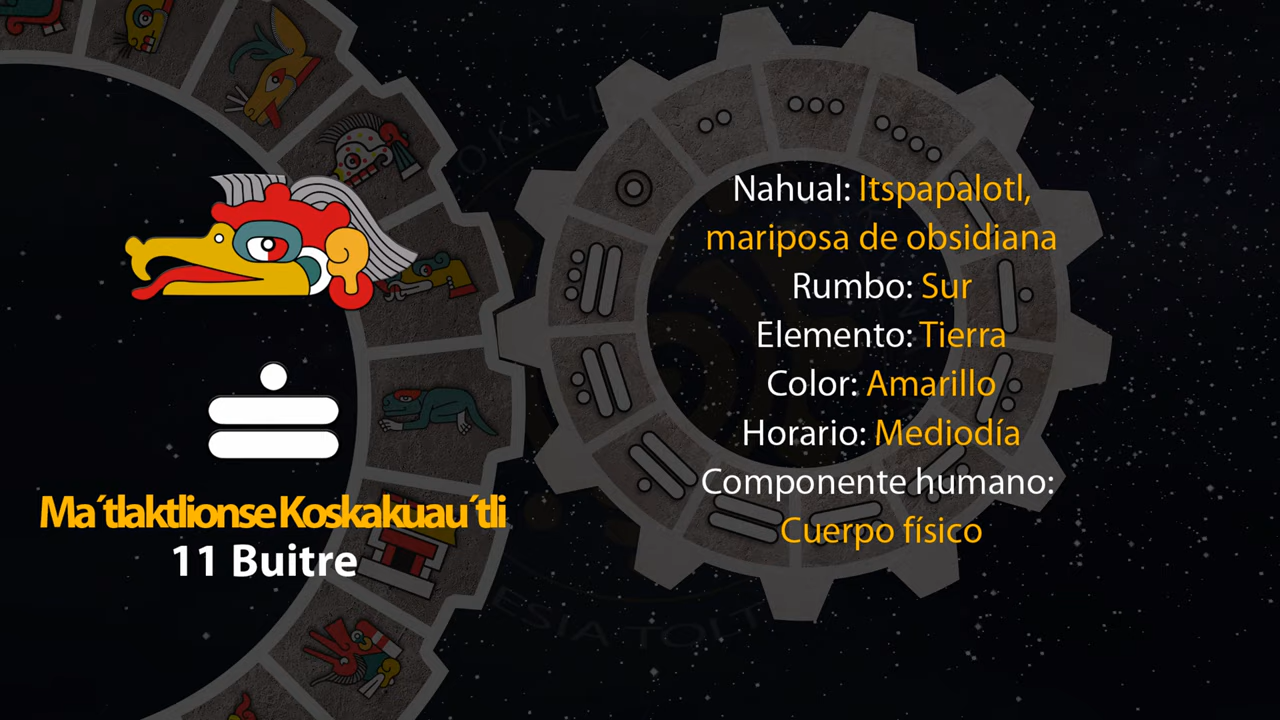 Ma´tlaktlionse Koskakuau´tli
11 Buitre
Nahual: Itspapalotl,
mariposa de obsidiana
Rumbo: Sur
Elemento: Tierra
Color: Amarillo
Horario: Mediodía
Componente humano:
Cuerpo físico